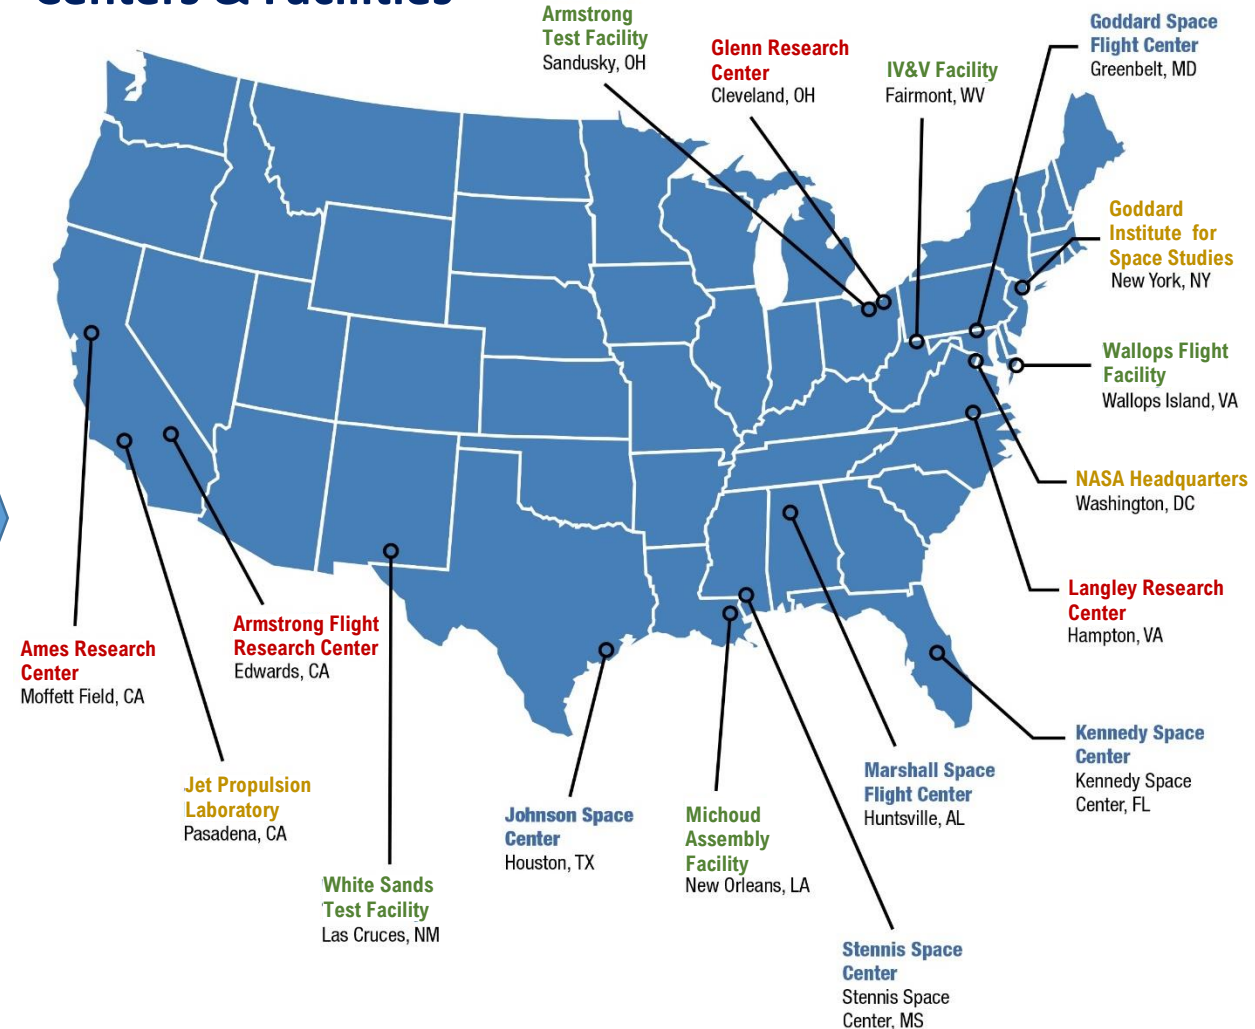 Centers & Facilities
Armstrong
Test Facility
Sandusky, OH
Glenn Research
Center
Cleveland, OH
IV&V Facility
Fairmont, WV
Goddard Space
Flight Center
Greenbelt, MD
Goddard
Institute for
Space Studies
New York, NY
Wallops Flight
Facility
Wallops Island, VA
NASA Headquarters
Washington, DC
Langley Research
Center
Hampton, VA
Kennedy Space
Center
Kennedy Space
Center, FL
Marshall Space
Flight Center
Huntsville, AL
Stennis Space
Center
Stennis Space
Center, MS
Michoud
Assembly
Facility
New Orleans, LA
Johnson Space
Center
Houston, TX
White Sands
Test Facility
Las Cruces, NM
Jet Propulsion
Laboratory
Pasadena, CA
Armstrong Flight
Research Center
Edwards, CA
Ames Research
Center
Moffett Field, CA